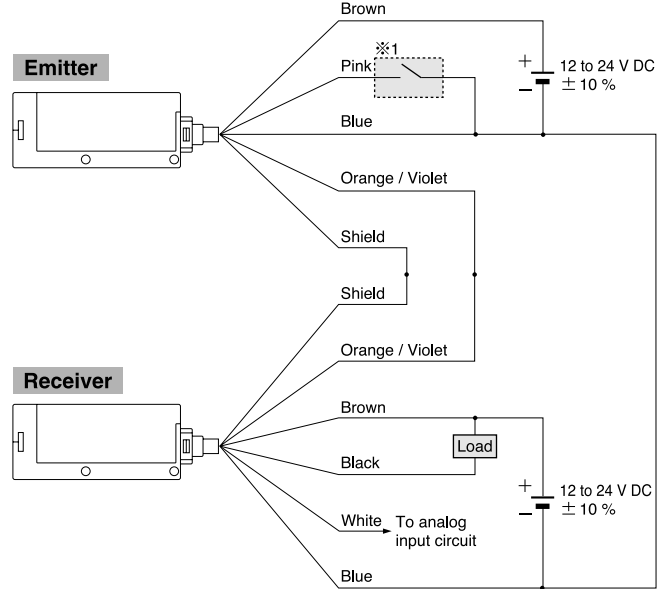 Brown
※1
Pink
Emitter
+
12 to 24 V DC
−
± 10 %
Blue
Orange / Violet
Shield
Shield
Orange / Violet
Receiver
Brown
Load
Black
+
12 to 24 V DC
−
± 10 %
White
To analog
input circuit
Blue